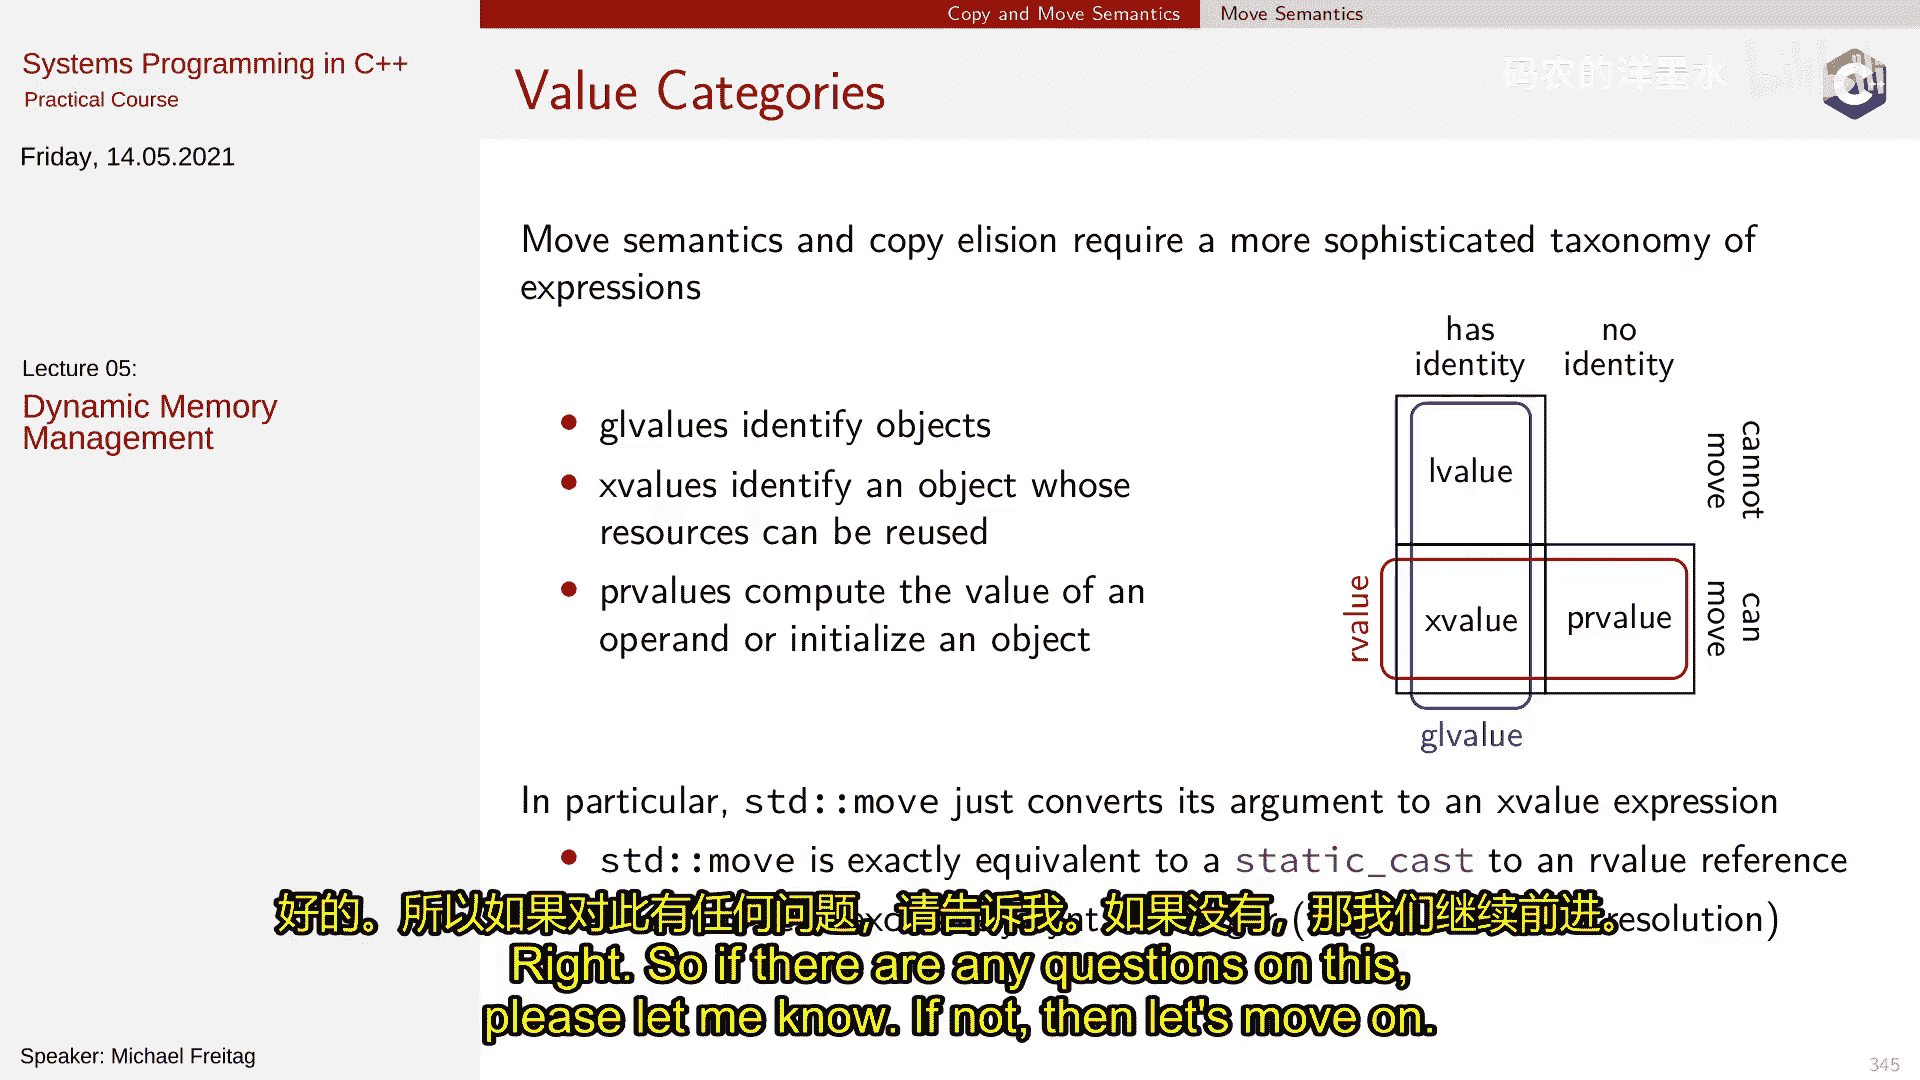 Copy and Move Semantics
Move Semantics
Systems Programming in C++
Practical Course
Friday, 14.05.2021
Lecture 05:
Dynamic Memory
Management
Speaker: Michael Freitag
Value Categories
码农的洋墨水
Move semantics and copy elision require a more sophisticated taxonomy of
expressions
• glvalues identify objects
• xvalues identify an object whose
resources can be reused
• prvalues compute the value of an
operand or initialize an object
has
identity
no
identity
lvalue
cannot
move
rvalue
xvalue
prvalue
can
move
glvalue
In particular, std::move just converts its argument to an xvalue expression
• std::move is exactly equivalent to a static_cast to an rvalue reference
resolution)
好的。所以如果对此有任何问题，请告诉我。如果没有，那我们继续前进。
Right. So if there are any questions on this,
please let me know. If not, then let's move on.
345